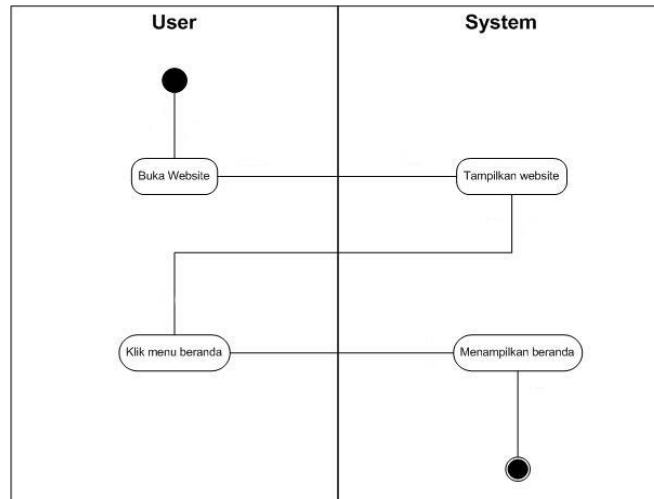 User
System
Buka Website
Tampilkan website
Klik menu beranda
Menampilkan beranda